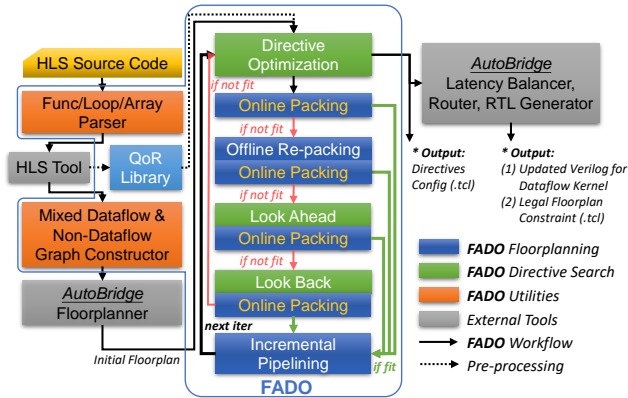 HLS Source Code
Func/Loop/Array
Parser
HLS Tool
QoR
Library
Mixed Dataflow &
Non-Dataflow
Graph Constructor
AutoBridge
Floorplanner
Initial Floorplan
Directive
Optimization
if not fit
Online Packing
if not fit
Offline Re-packing
Online Packing
if not fit
Look Ahead
Online Packing
if not fit
Look Back
Online Packing
next iter
Incremental
Pipelining
if fit
FADO
AutoBridge
Latency Balancer,
Router, RTL Generator
* Output:
Directives
Config (.tcl)
* Output:
(1) Updated Verilog for
Dataflow Kernel
(2) Legal Floorplan
Constraint (.tcl)
FADO Floorplanning
FADO Directive Search
FADO Utilities
External Tools
FADO Workflow
Pre-processing